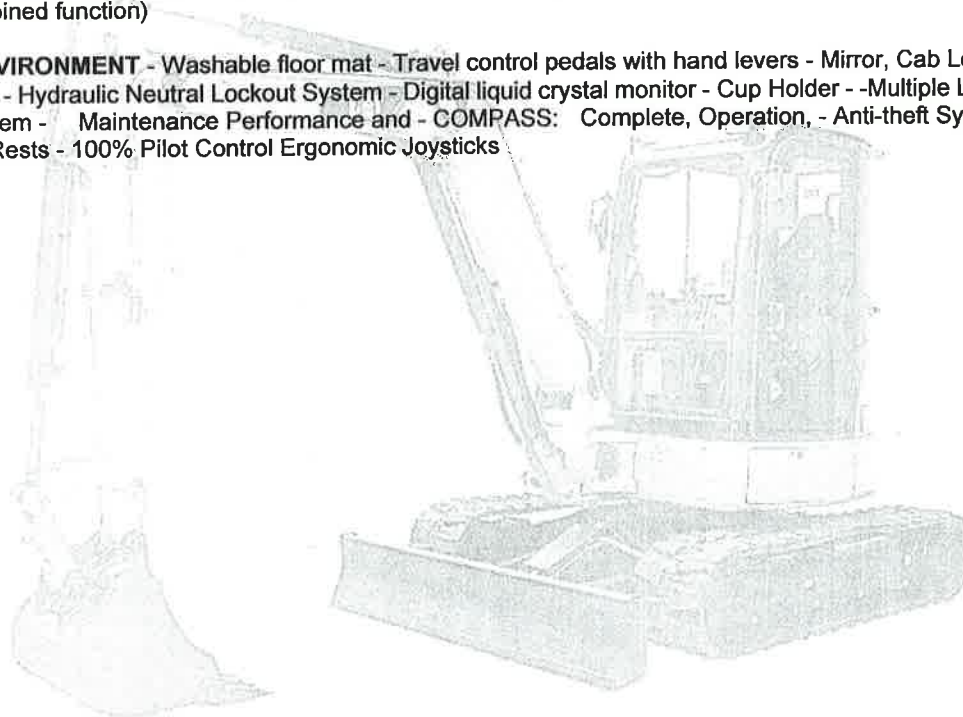 oined function)
VIRONMENT - Washable floor mat - Travel control pedals with hand levers - Mirror, Cab Le
- Hydraulic Neutral Lockout System - Digital liquid crystal monitor - Cup Holder - -Multiple L
em - Maintenance Performance and - COMPASS: Complete, Operation, - Anti-theft Sy
Rests - 100% Pilot Control Ergonomic Joysticks